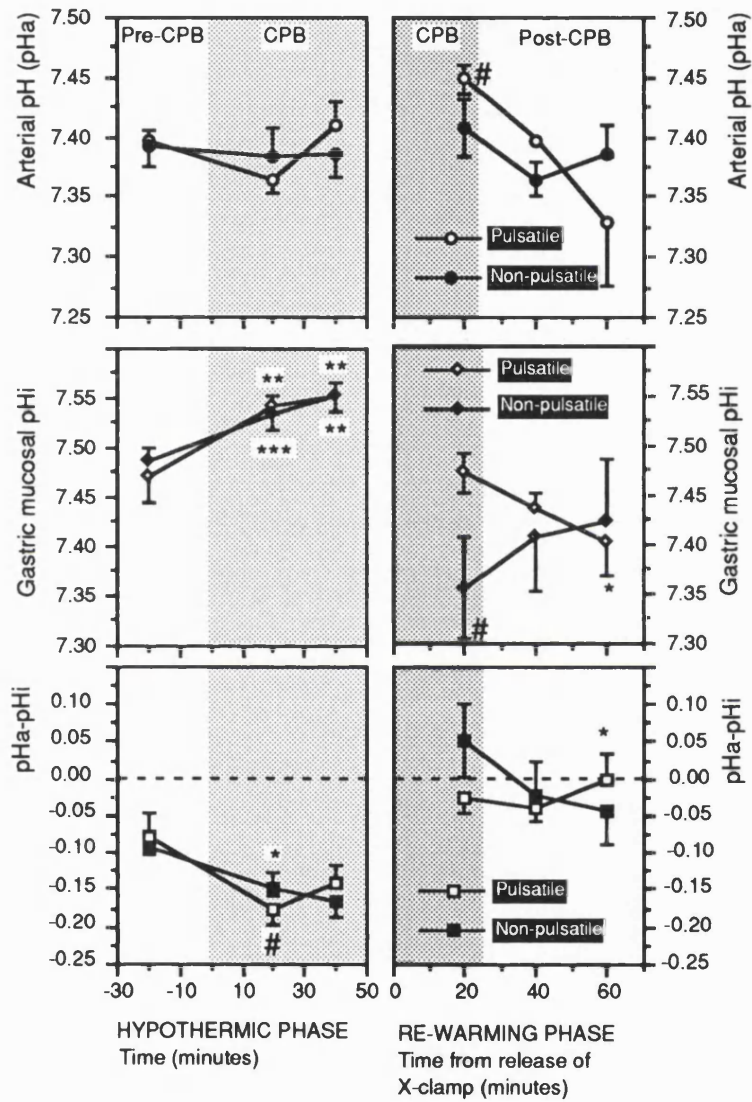 Arterial pH (pHa)
7.50
7.45
7.40
7.35
7.30
7.25
Pre-CPB
CPB
CPB
Post-CPB
#
Pulsatile
Non-pulsatile
7.50
7.45
7.40
7.35
7.30
7.25
Arterial pH (pHa)
Gastric mucosal pHi
7.55
7.50
7.45
7.40
7.35
7.30
**
***
**
**
Pulsatile
Non-pulsatile
#
*
7.55
7.50
7.45
7.40
7.35
7.30
Gastric mucosal pHi
pHa-pHi
0.10
0.05
0.00
-0.05
-0.10
-0.15
-0.20
-0.25
*
#
*
Pulsatile
Non-pulsatile
0.10
0.05
0.00
-0.05
-0.10
-0.15
-0.20
-0.25
pHa-pHi
-30 -10 10 30 50
0 20 40 60
HYPOTHERMIC PHASE
Time (minutes)
RE-WARMING PHASE
Time from release of
X-clamp (minutes)